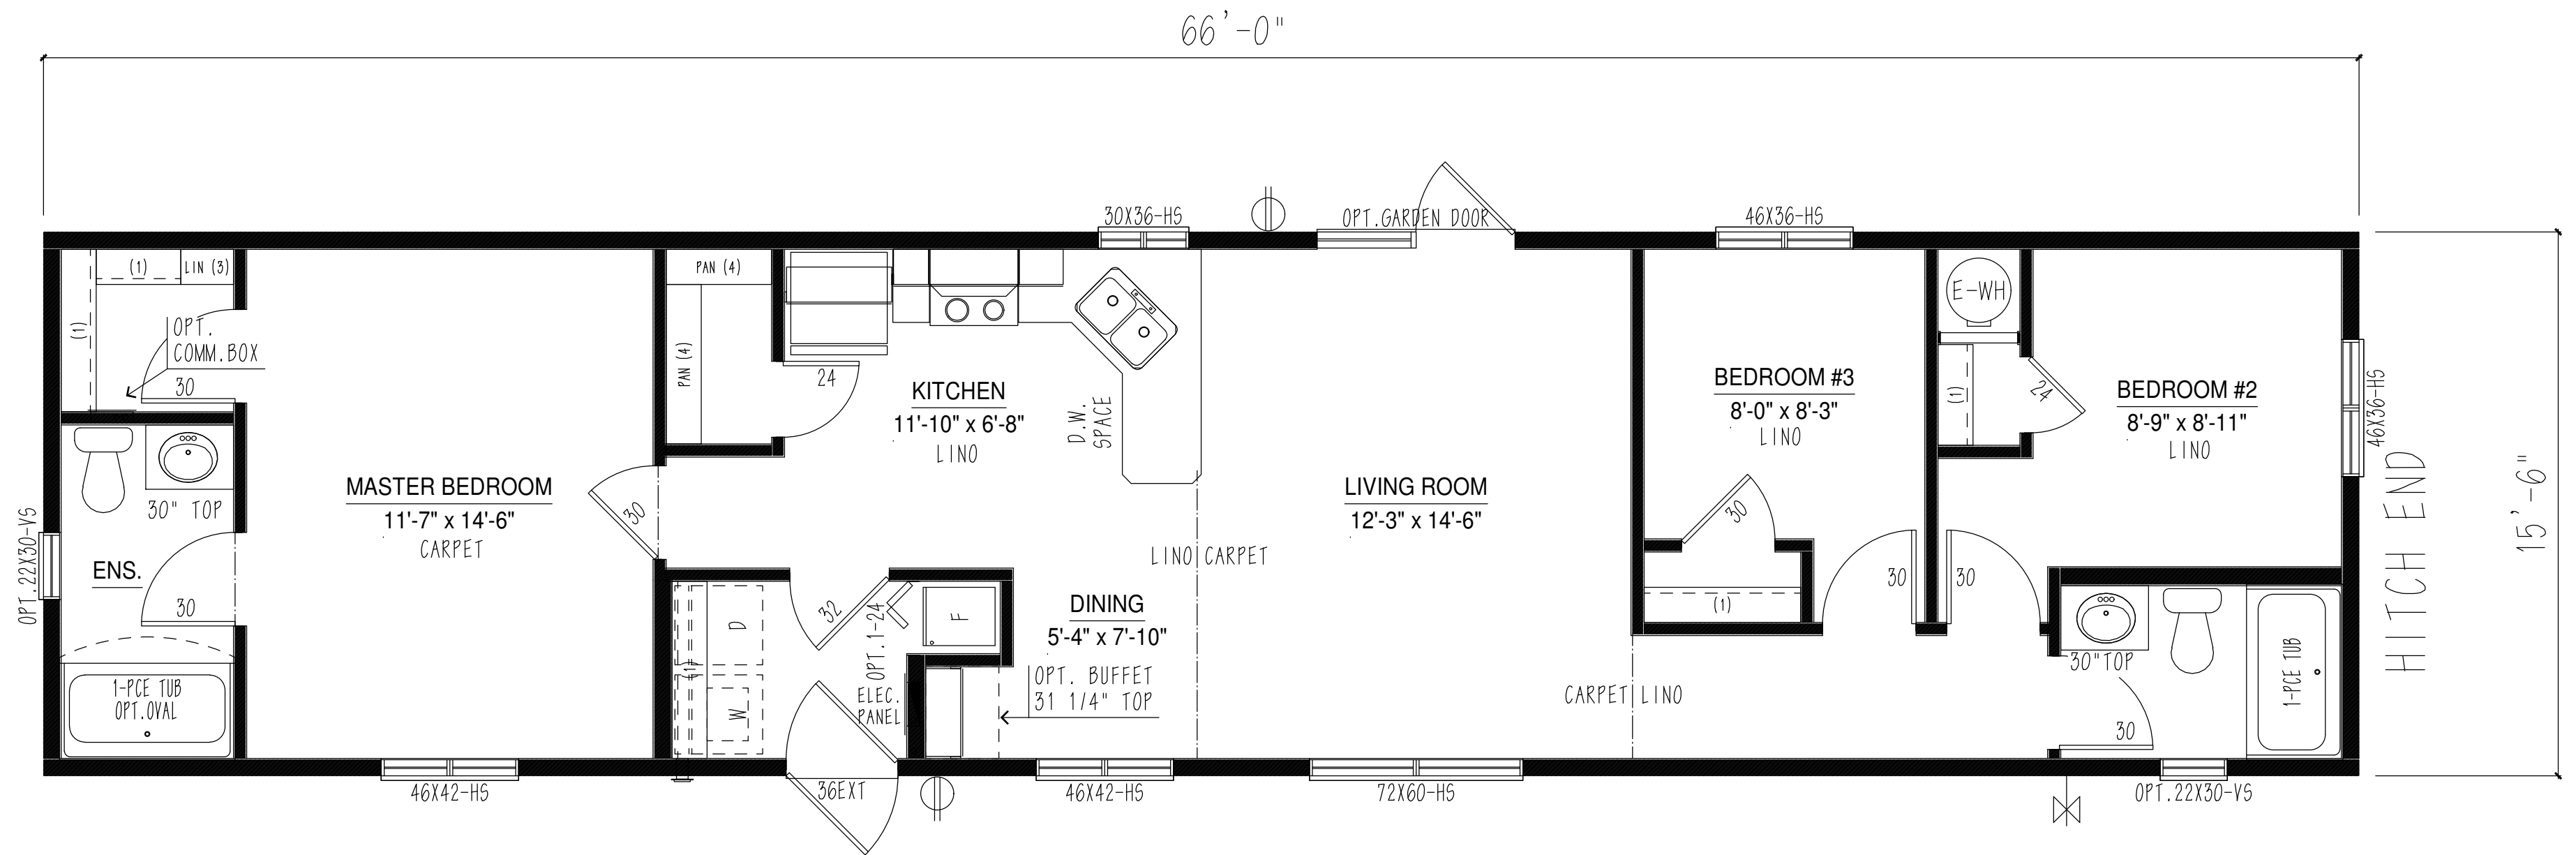 66'-0"
30X36-HS
OPT.GARDEN DOOR
46X36-HS
(1)
LIN (3)
(1)
OPT.
COMM.BOX
30
PAN (4)
PAN (4)
24
KITCHEN
11'-10" x 6'-8"
LINO
D.W.
SPACE
BEDROOM #3
8'-0" x 8'-3"
LINO
E-WH
(1)
24
BEDROOM #2
8'-9" x 8'-11"
LINO
46X36-HS
HITCH END
15'-6"
30" TOP
ENS.
30
OPT.22X30-VS
1-PCE TUB
OPT.OVAL
MASTER BEDROOM
11'-7" x 14'-6"
CARPET
30
LIVING ROOM
12'-3" x 14'-6"
LINO CARPET
30
(1)
30
30
DINING
5'-4" x 7'-10"
OPT. BUFFET
31 1/4" TOP
D
W
(1)
32
OPT.1-24
F
ELEC.
PANEL
CARPET LINO
30"TOP
30
1-PCE TUB
46X42-HS
36EXT
46X42-HS
72X60-HS
OPT.22X30-VS